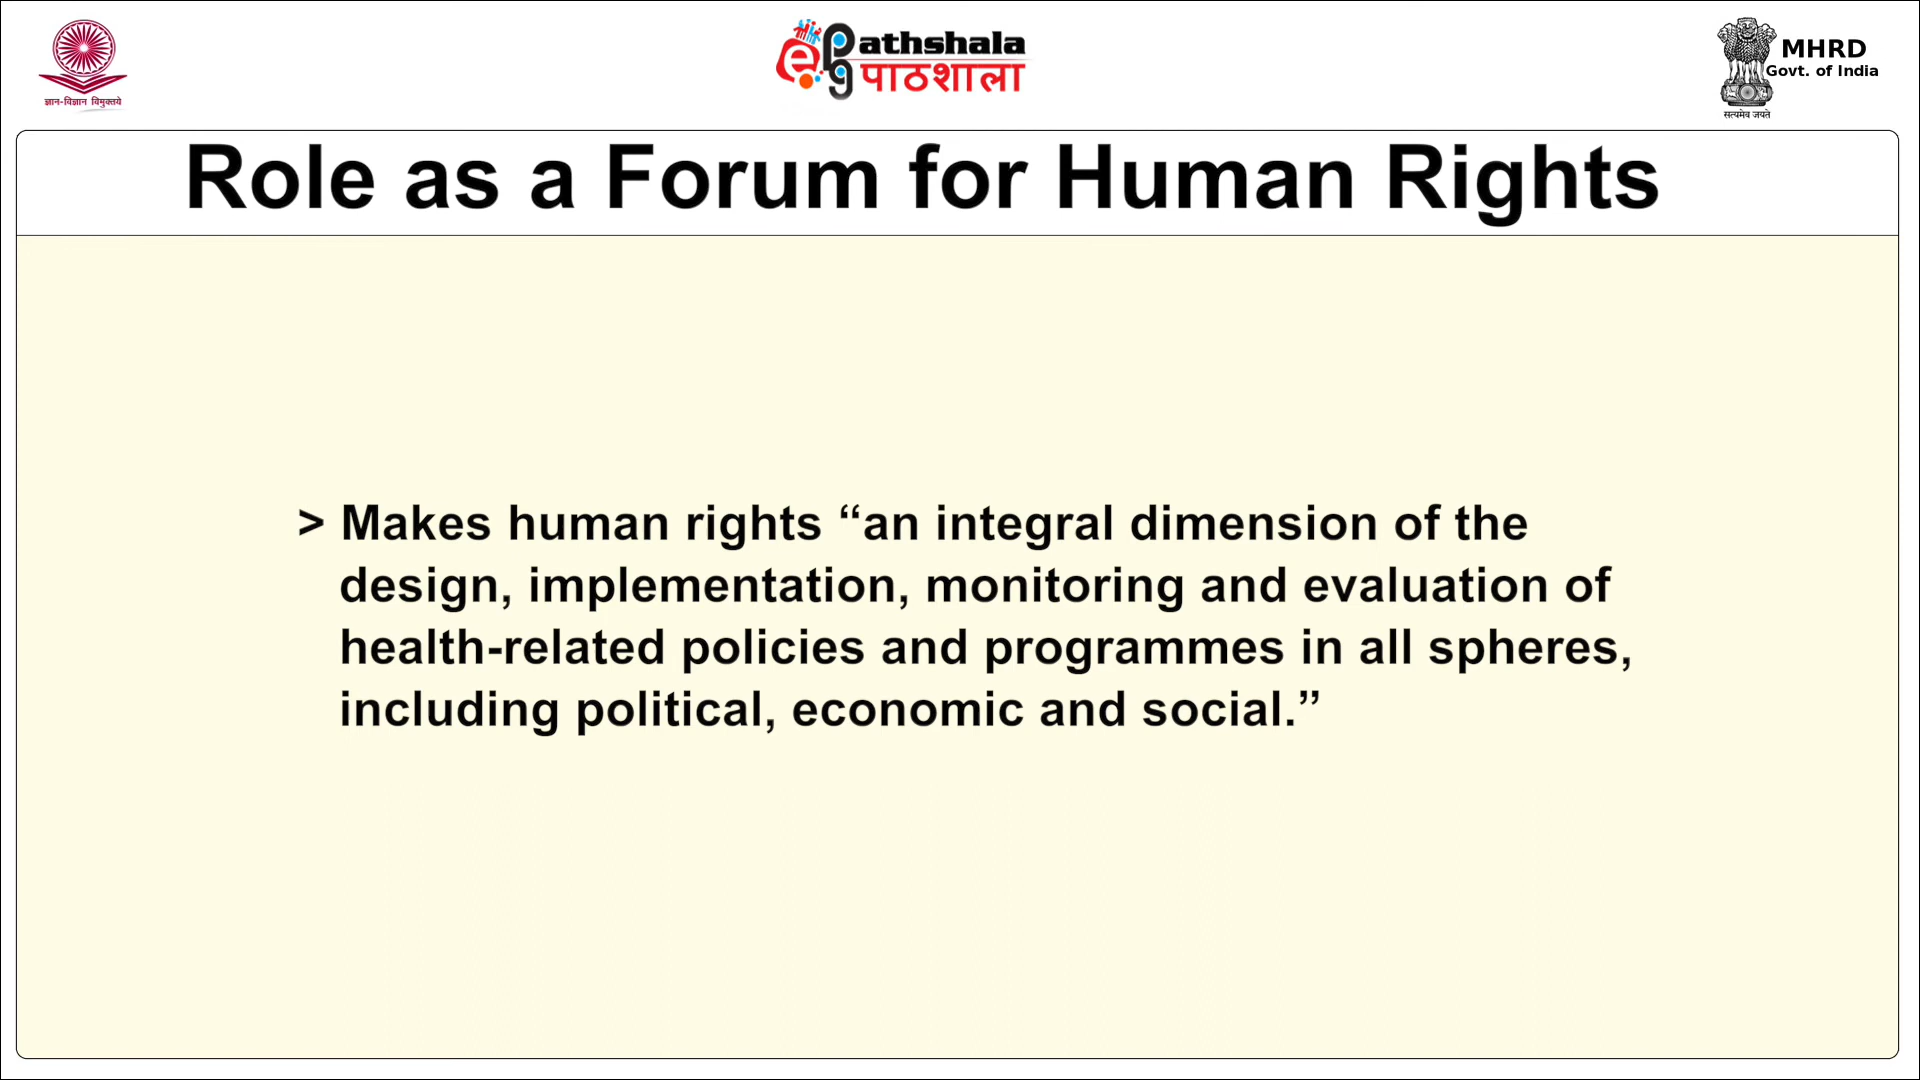 ज्ञान-विज्ञान विमुक्तये
ePG athshala
पाठशाला
MHRD
Govt. of India
सत्यमेव जयते
Role as a Forum for Human Rights
> Makes human rights “an integral dimension of the
design, implementation, monitoring and evaluation of
health-related policies and programmes in all spheres,
including political, economic and social.”